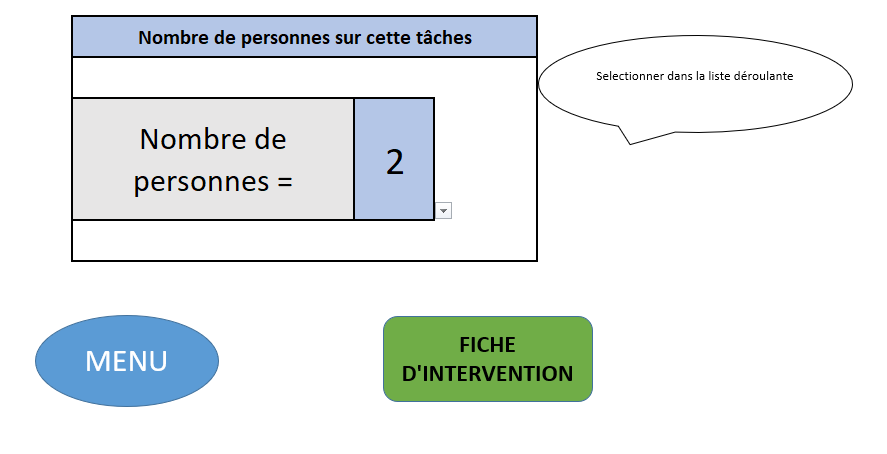 Nombre de personnes sur cette tâches
Selectionner dans la liste déroulante
Nombre de
personnes =
2
MENU
FICHE
D'INTERVENTION